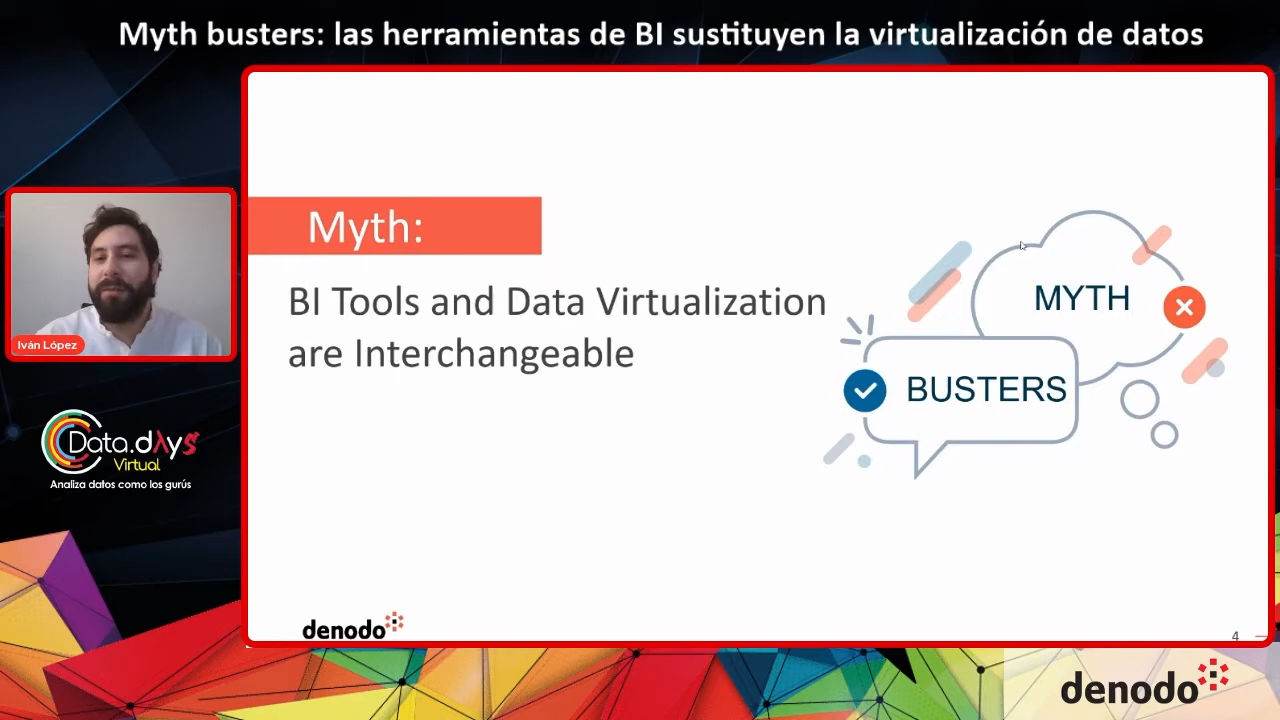 Myth busters: las herramientas de BI sustituyen la virtualización de datos
Myth:
BI Tools and Data Virtualization
are Interchangeable
MYTH
BUSTERS
Iván López
Data.dAyS
Virtual
Analiza datos como los gurús
denodo
4
denodo